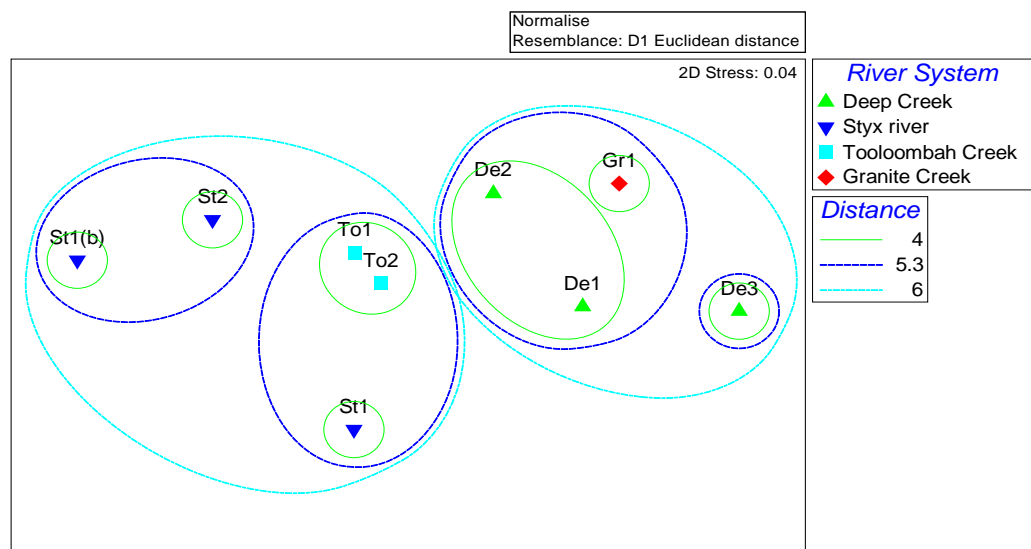 Normalise
Resemblance: D1 Euclidean distance
2D Stress: 0.04
River System
Deep Creek
Styx river
Tooloombah Creek
Granite Creek
Distance
4
5.3
6
De2
Gr1
St2
St1(b)
To1
To2
De1
De3
St1